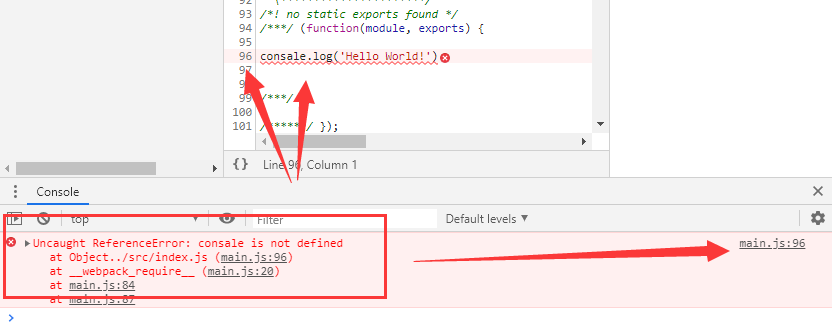 92
93 /*! no static exports found */
94 /***/ (function(module, exports) {
95
96 consale.log('Hello World!')
97
99 /***/
100
101 /*****/ });
{} Line 96, Column 1
Console
top Filter Default levels ▼
Uncaught ReferenceError: consale is not defined main.js:96
at Object../src/index.js (main.js:96)
at __webpack_require__ (main.js:20)
at main.js:84
at main.js:87